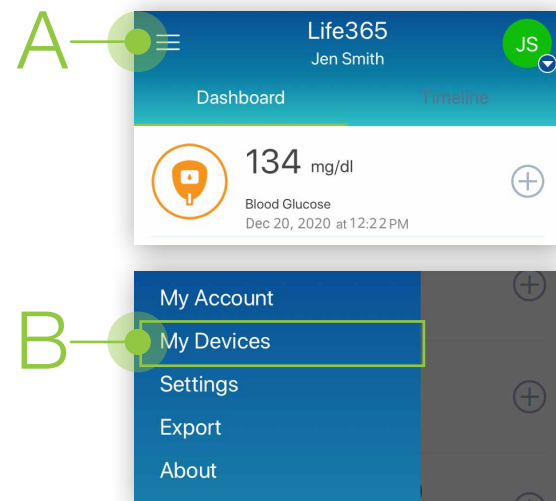 A
Life365
Jen Smith
JS
Dashboard
Timeline
134 mg/dl
Blood Glucose
Dec 20, 2020 at 12:22 PM
B
My Account
My Devices
Settings
Export
About